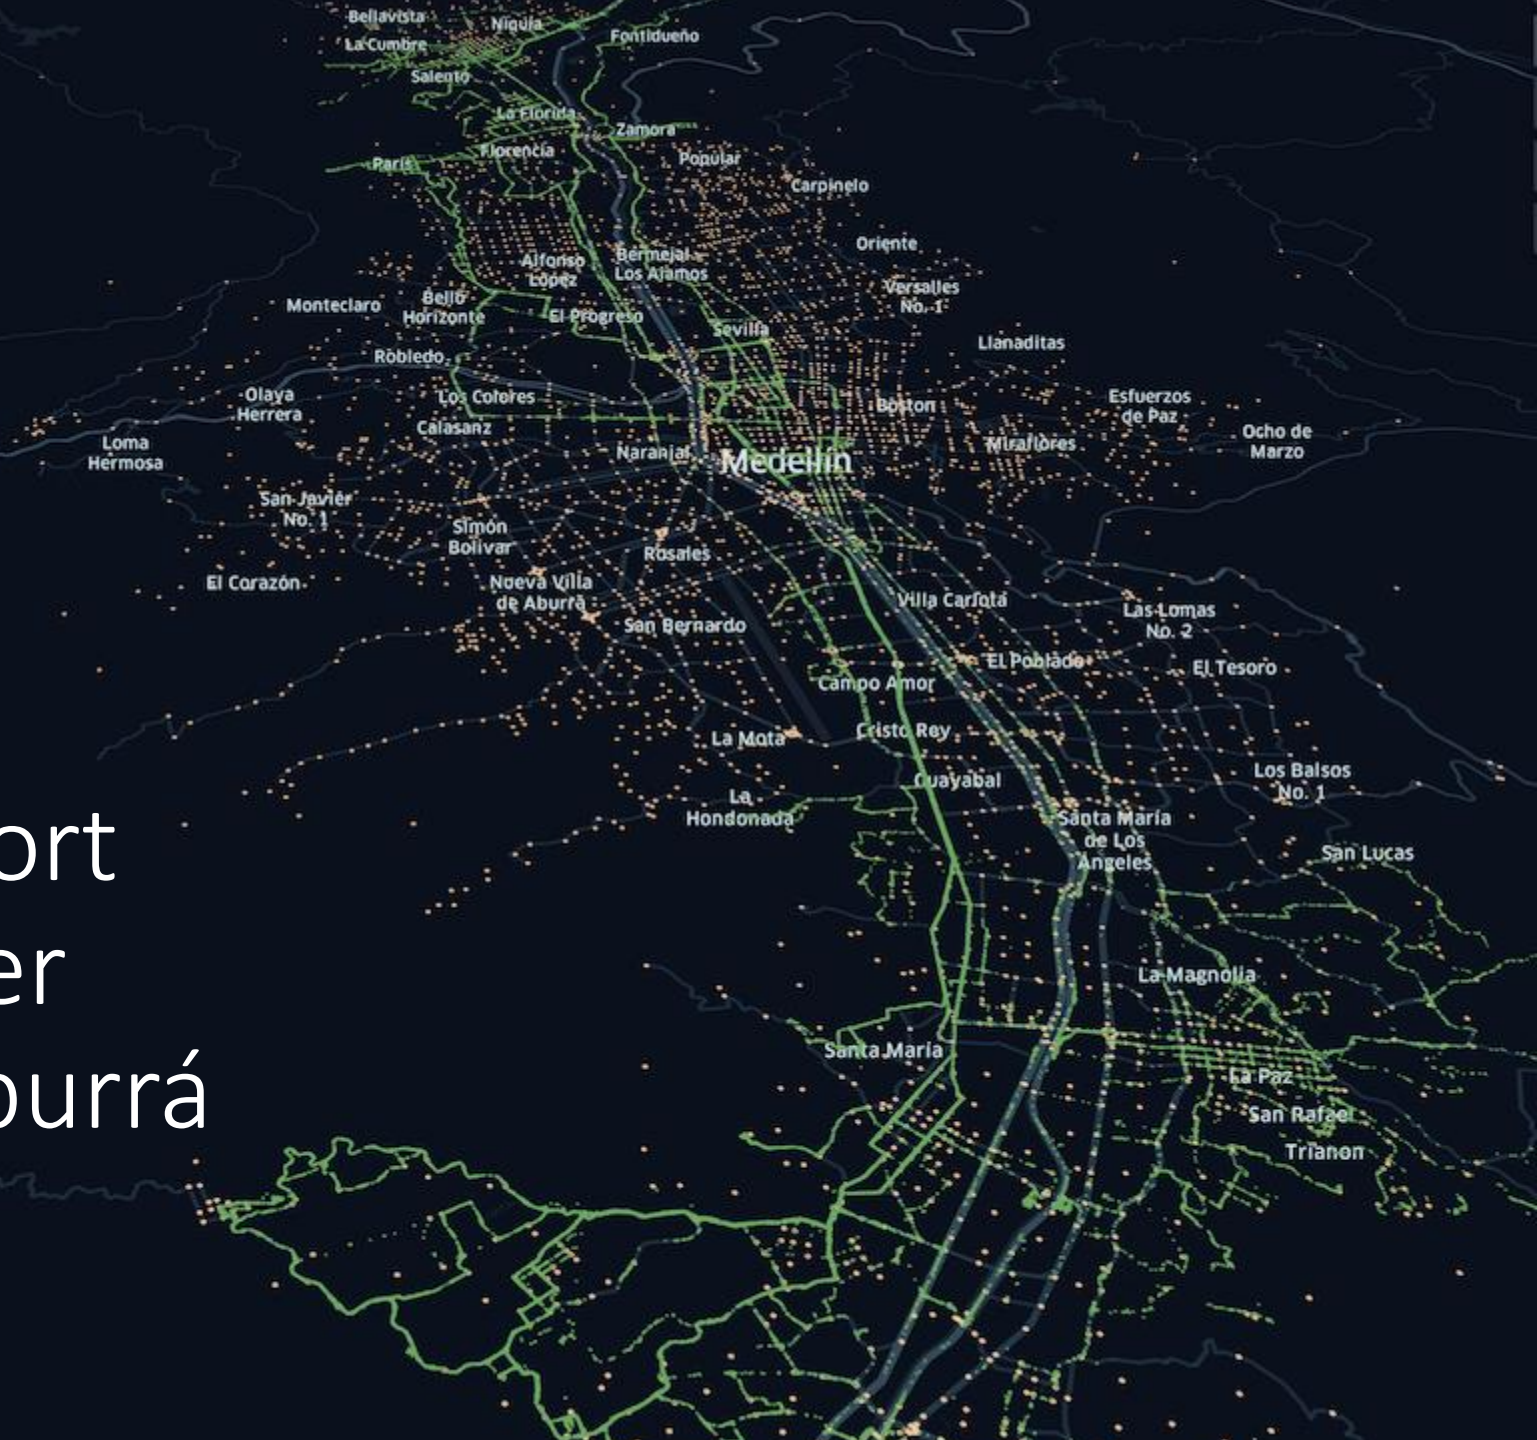 Bellavista
Niquía
Fontidueño
La Cumbre
Salento
La Florida
Zamora
Florencia
Popular
París
Carpinelo
Oriente
Bermejal
Los Álamos
Alfonso
López
Versalles
No. 1
Monteclaro
Bello
Horizonte
El Progreso
Sevilla
Llanaditas
Robledo
Olaya
Herrera
Los Colores
Boston
Esfuerzos
de Paz
Calasanz
Loma
Hermosa
Miraflores
Ocho de
Marzo
Naranjal
Medellín
San Javier
No. 1
Simón
Bolívar
Rosales
El Corazón
Nueva Villa
de Aburrá
San Bernardo
Villa Carlota
Las Lomas
No. 2
El Poblado
El Tesoro
Campo Amor
La Mota
Cristo Rey
Guayabal
Los Balsos
No. 1
La
Hondonada
Santa María
de Los
Ángeles
San Lucas
ort
er
burrá
La Magnolia
Santa María
La Paz
San Rafael
Trianon